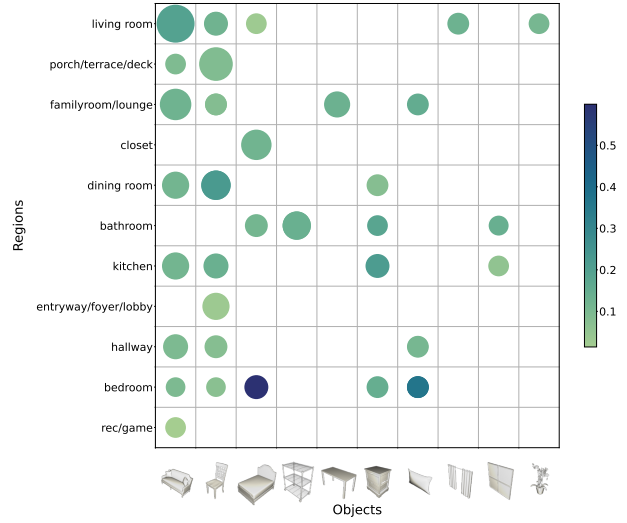 living room
porch/terrace/deck
familyroom/lounge
closet
dining room
bathroom
kitchen
entryway/foyer/lobby
hallway
bedroom
rec/game
Regions
Objects
0.5
0.4
0.3
0.2
0.1